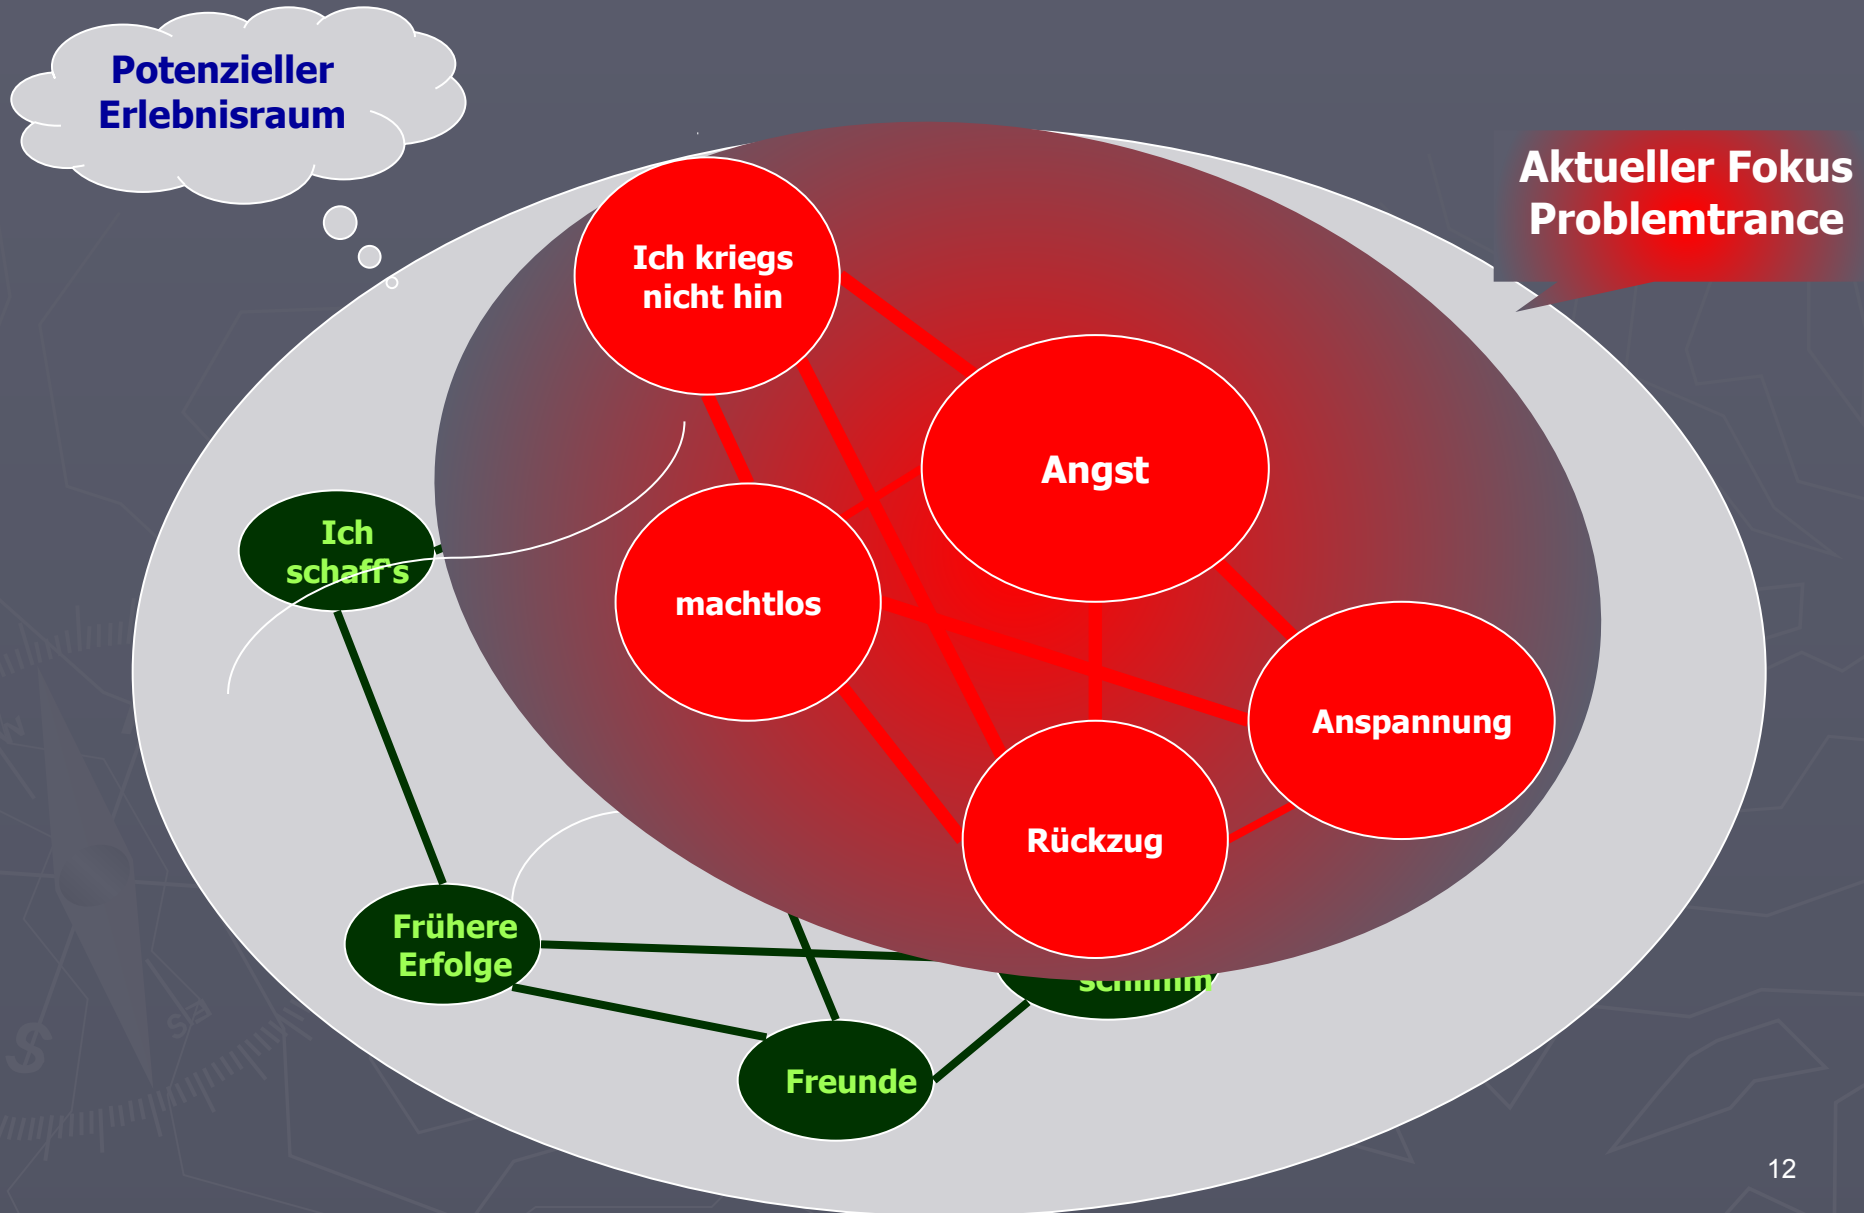 Potenzieller
Erlebnisraum
Aktueller Fokus
Problemtrance
Ich kriegs
nicht hin
Angst
Ich
schaff's
machtlos
Anspannung
Rückzug
Frühere
Erfolge
schlimm
Freunde
12